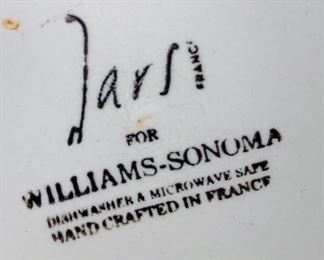 Jars FRANCE
FOR
WILLIAMS-SONOMA
DISHWASHER & MICROWAVE SAFE
HAND CRAFTED IN FRANCE